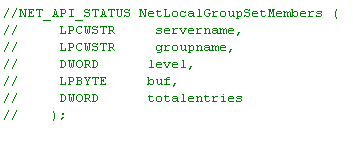 //NET_API_STATUS NetLocalGroupSetMembers (
//     LPCWSTR     servername,
//     LPCWSTR     groupname,
//     DWORD      level,
//     LPBYTE     buf,
//     DWORD      totalentries
//    );